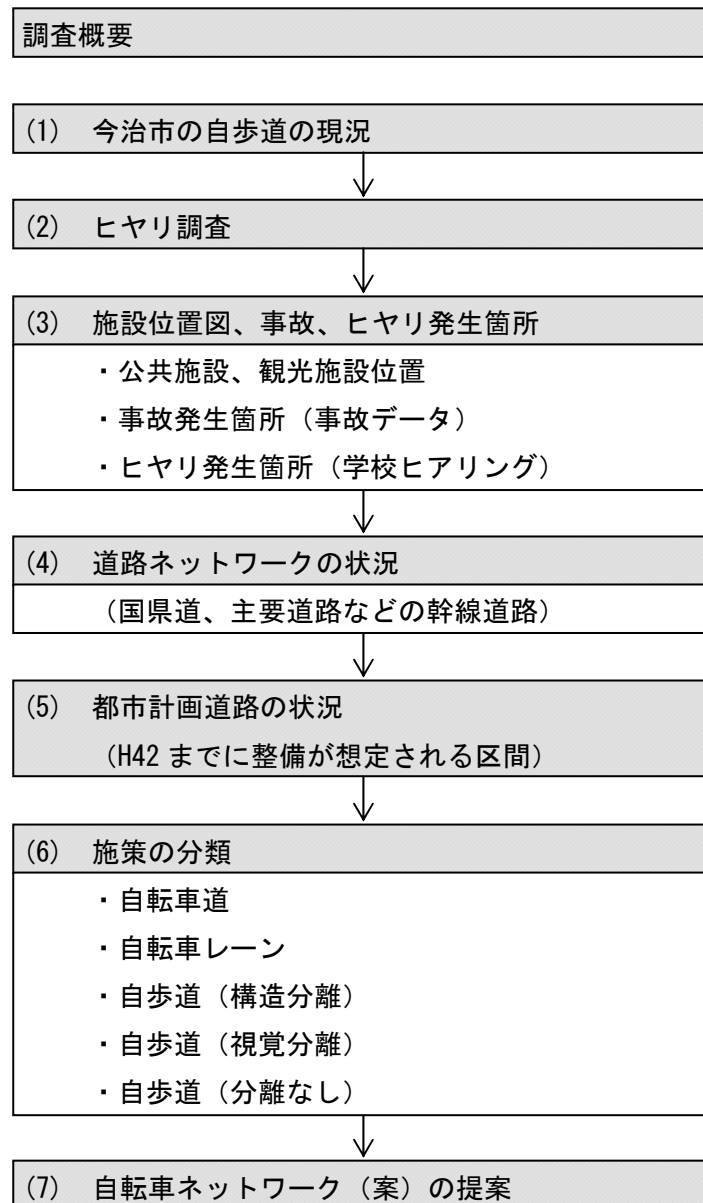 調査概要
(1) 今治市の自歩道の現況
(2) ヒヤリ調査
(3) 施設位置図、事故、ヒヤリ発生箇所
・公共施設、観光施設位置
・事故発生箇所（事故データ）
・ヒヤリ発生箇所（学校ヒアリング）
(4) 道路ネットワークの状況
（国県道、主要道路などの幹線道路）
(5) 都市計画道路の状況
（H42 までに整備が想定される区間）
(6) 施策の分類
・自転車道
・自転車レーン
・自歩道（構造分離）
・自歩道（視覚分離）
・自歩道（分離なし）
(7) 自転車ネットワーク（案）の提案